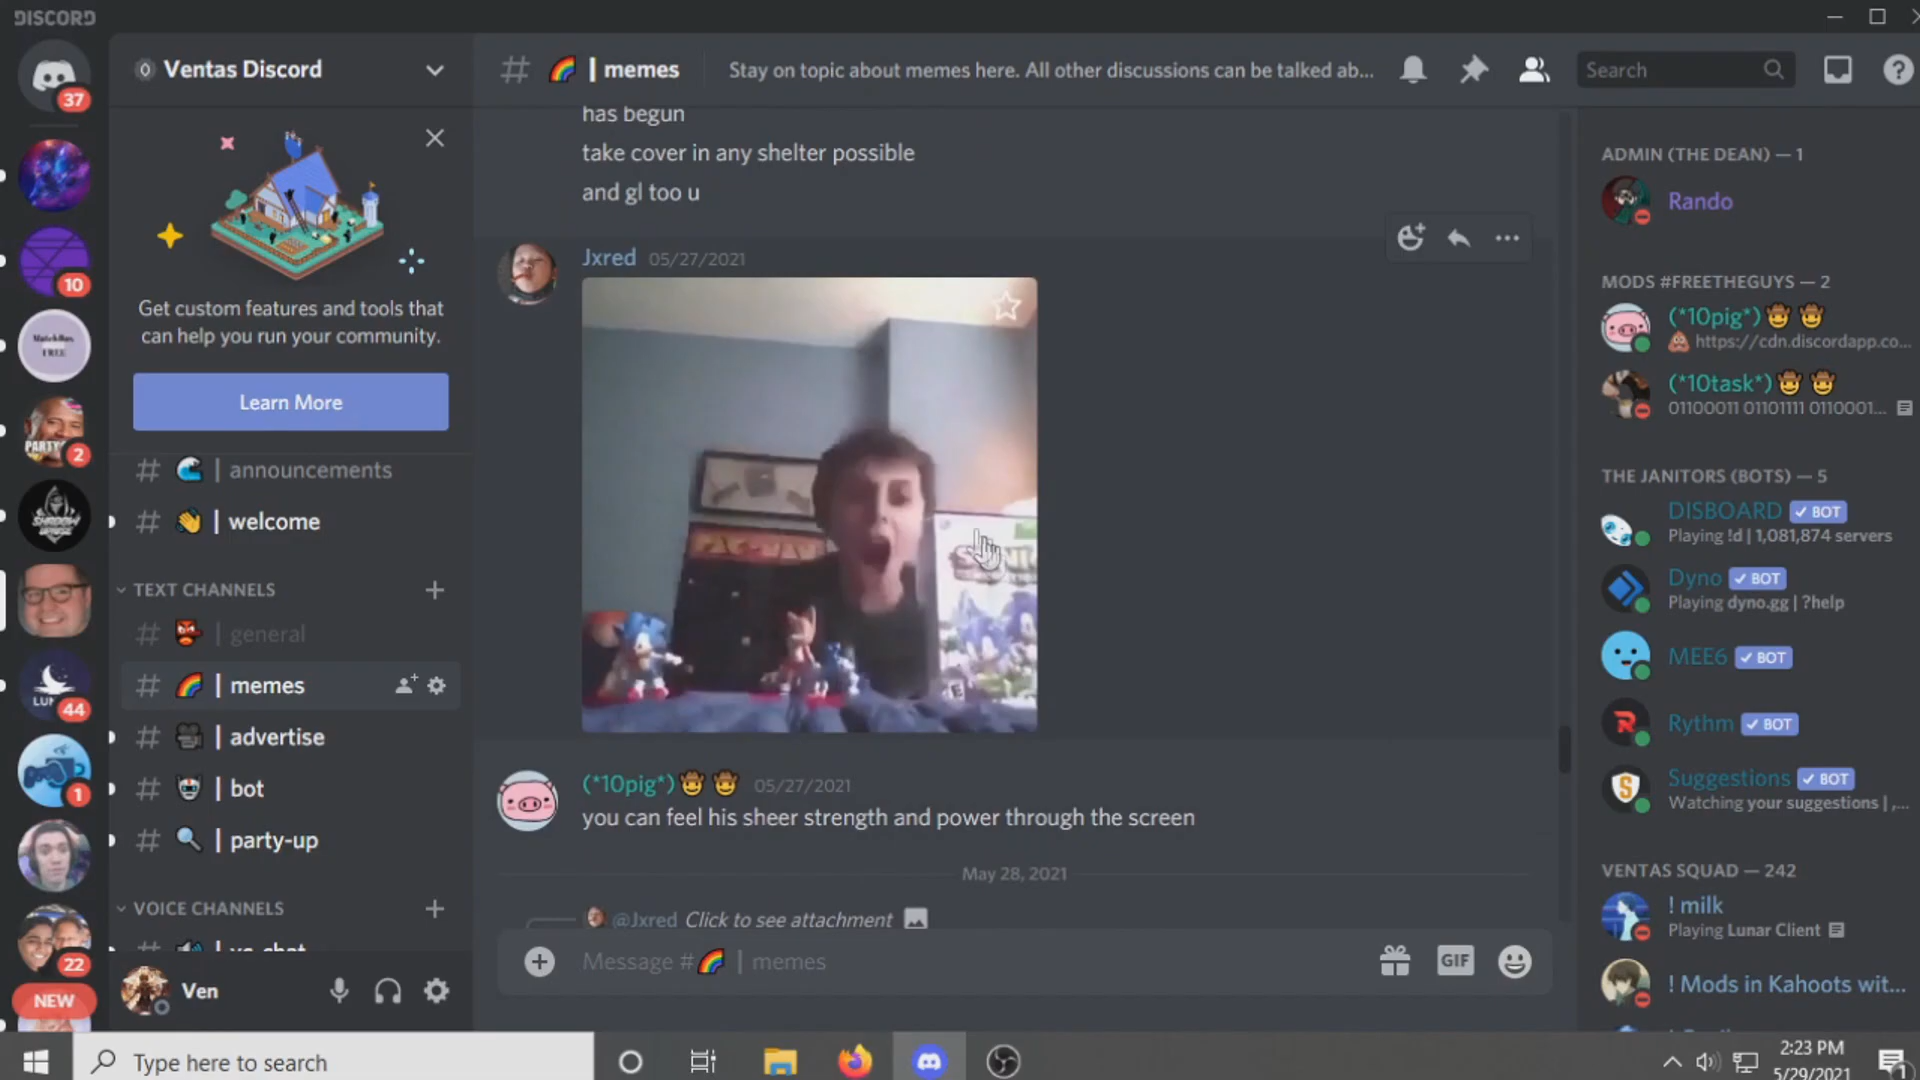 DISCORD
Ventas Discord
| memes
Stay on topic about memes here. All other discussions can be talked ab...
Search
37
10
2
44
1
22
NEW
Get custom features and tools that
can help you run your community.
Learn More
# | announcements
# | welcome
TEXT CHANNELS
# | general
# | memes
# | advertise
# | bot
# | party-up
VOICE CHANNELS
Ven
has begun
take cover in any shelter possible
and gl too u
Jxred 05/27/2021
(*10pig*) 05/27/2021
you can feel his sheer strength and power through the screen
May 28, 2021
@Jxred Click to see attachment
Message # | memes
GIF
ADMIN (THE DEAN) — 1
Rando
MODS #FREETHEGUYS — 2
(*10pig*)
https://cdn.discordapp.co...
(*10task*)
01100011 01101111 0110001...
THE JANITORS (BOTS) — 5
DISBOARD ✓ BOT
Playing !d | 1,081,874 servers
Dyno ✓ BOT
Playing dyno.gg | ?help
MEE6 ✓ BOT
Rythm ✓ BOT
Suggestions ✓ BOT
Watching your suggestions | ,...
VENTAS SQUAD — 242
! milk
Playing Lunar Client
! Mods in Kahoots wit...
Type here to search
2:23 PM
5/29/2021
1